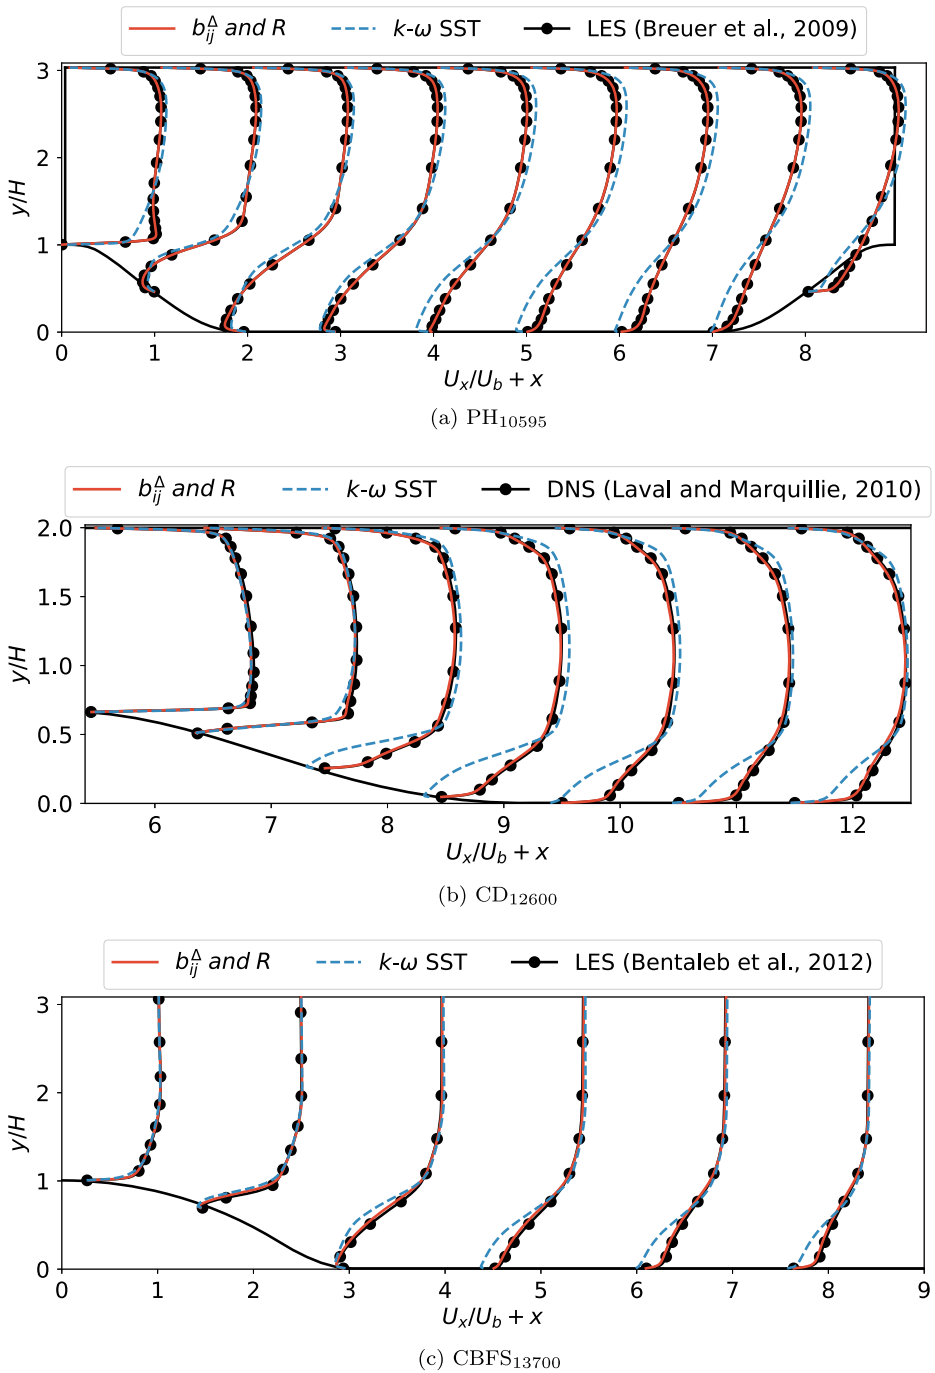 b_ij^Δ and R k-ω SST LES (Breuer et al., 2009)
3
2
1
0
y/H
0 1 2 3 4 5 6 7 8
U_x/U_b + x
(a) PH_10595
b_ij^Δ and R k-ω SST DNS (Laval and Marquillie, 2010)
2.0
1.5
1.0
0.5
0.0
y/H
6 7 8 9 10 11 12
U_x/U_b + x
(b) CD_12600
b_ij^Δ and R k-ω SST LES (Bentaleb et al., 2012)
3
2
1
0
y/H
0 1 2 3 4 5 6 7 8 9
U_x/U_b + x
(c) CBFS_13700